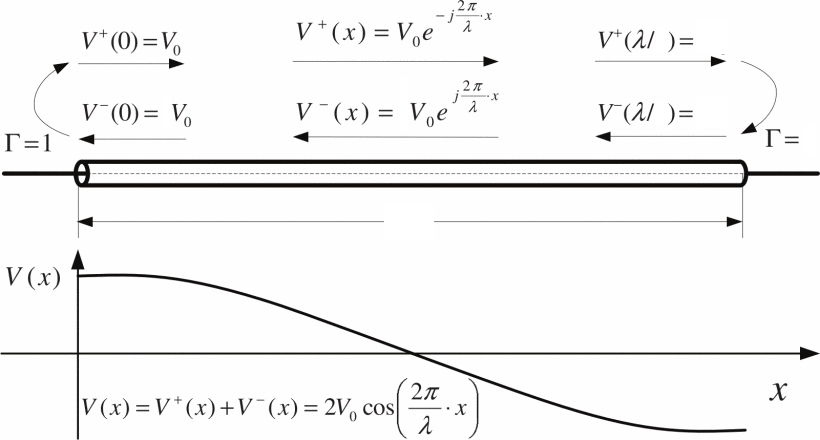 V⁺(0) = V₀ V⁺(x) = V₀e^{-j(2π/λ)·x} V⁺(λ/ ) =
V⁻(0) = V₀ V⁻(x) = V₀e^{j(2π/λ)·x} V⁻(λ/ ) =
Γ = 1 Γ =
V(x)
x
V(x) = V⁺(x) + V⁻(x) = 2V₀ cos(2π/λ · x)